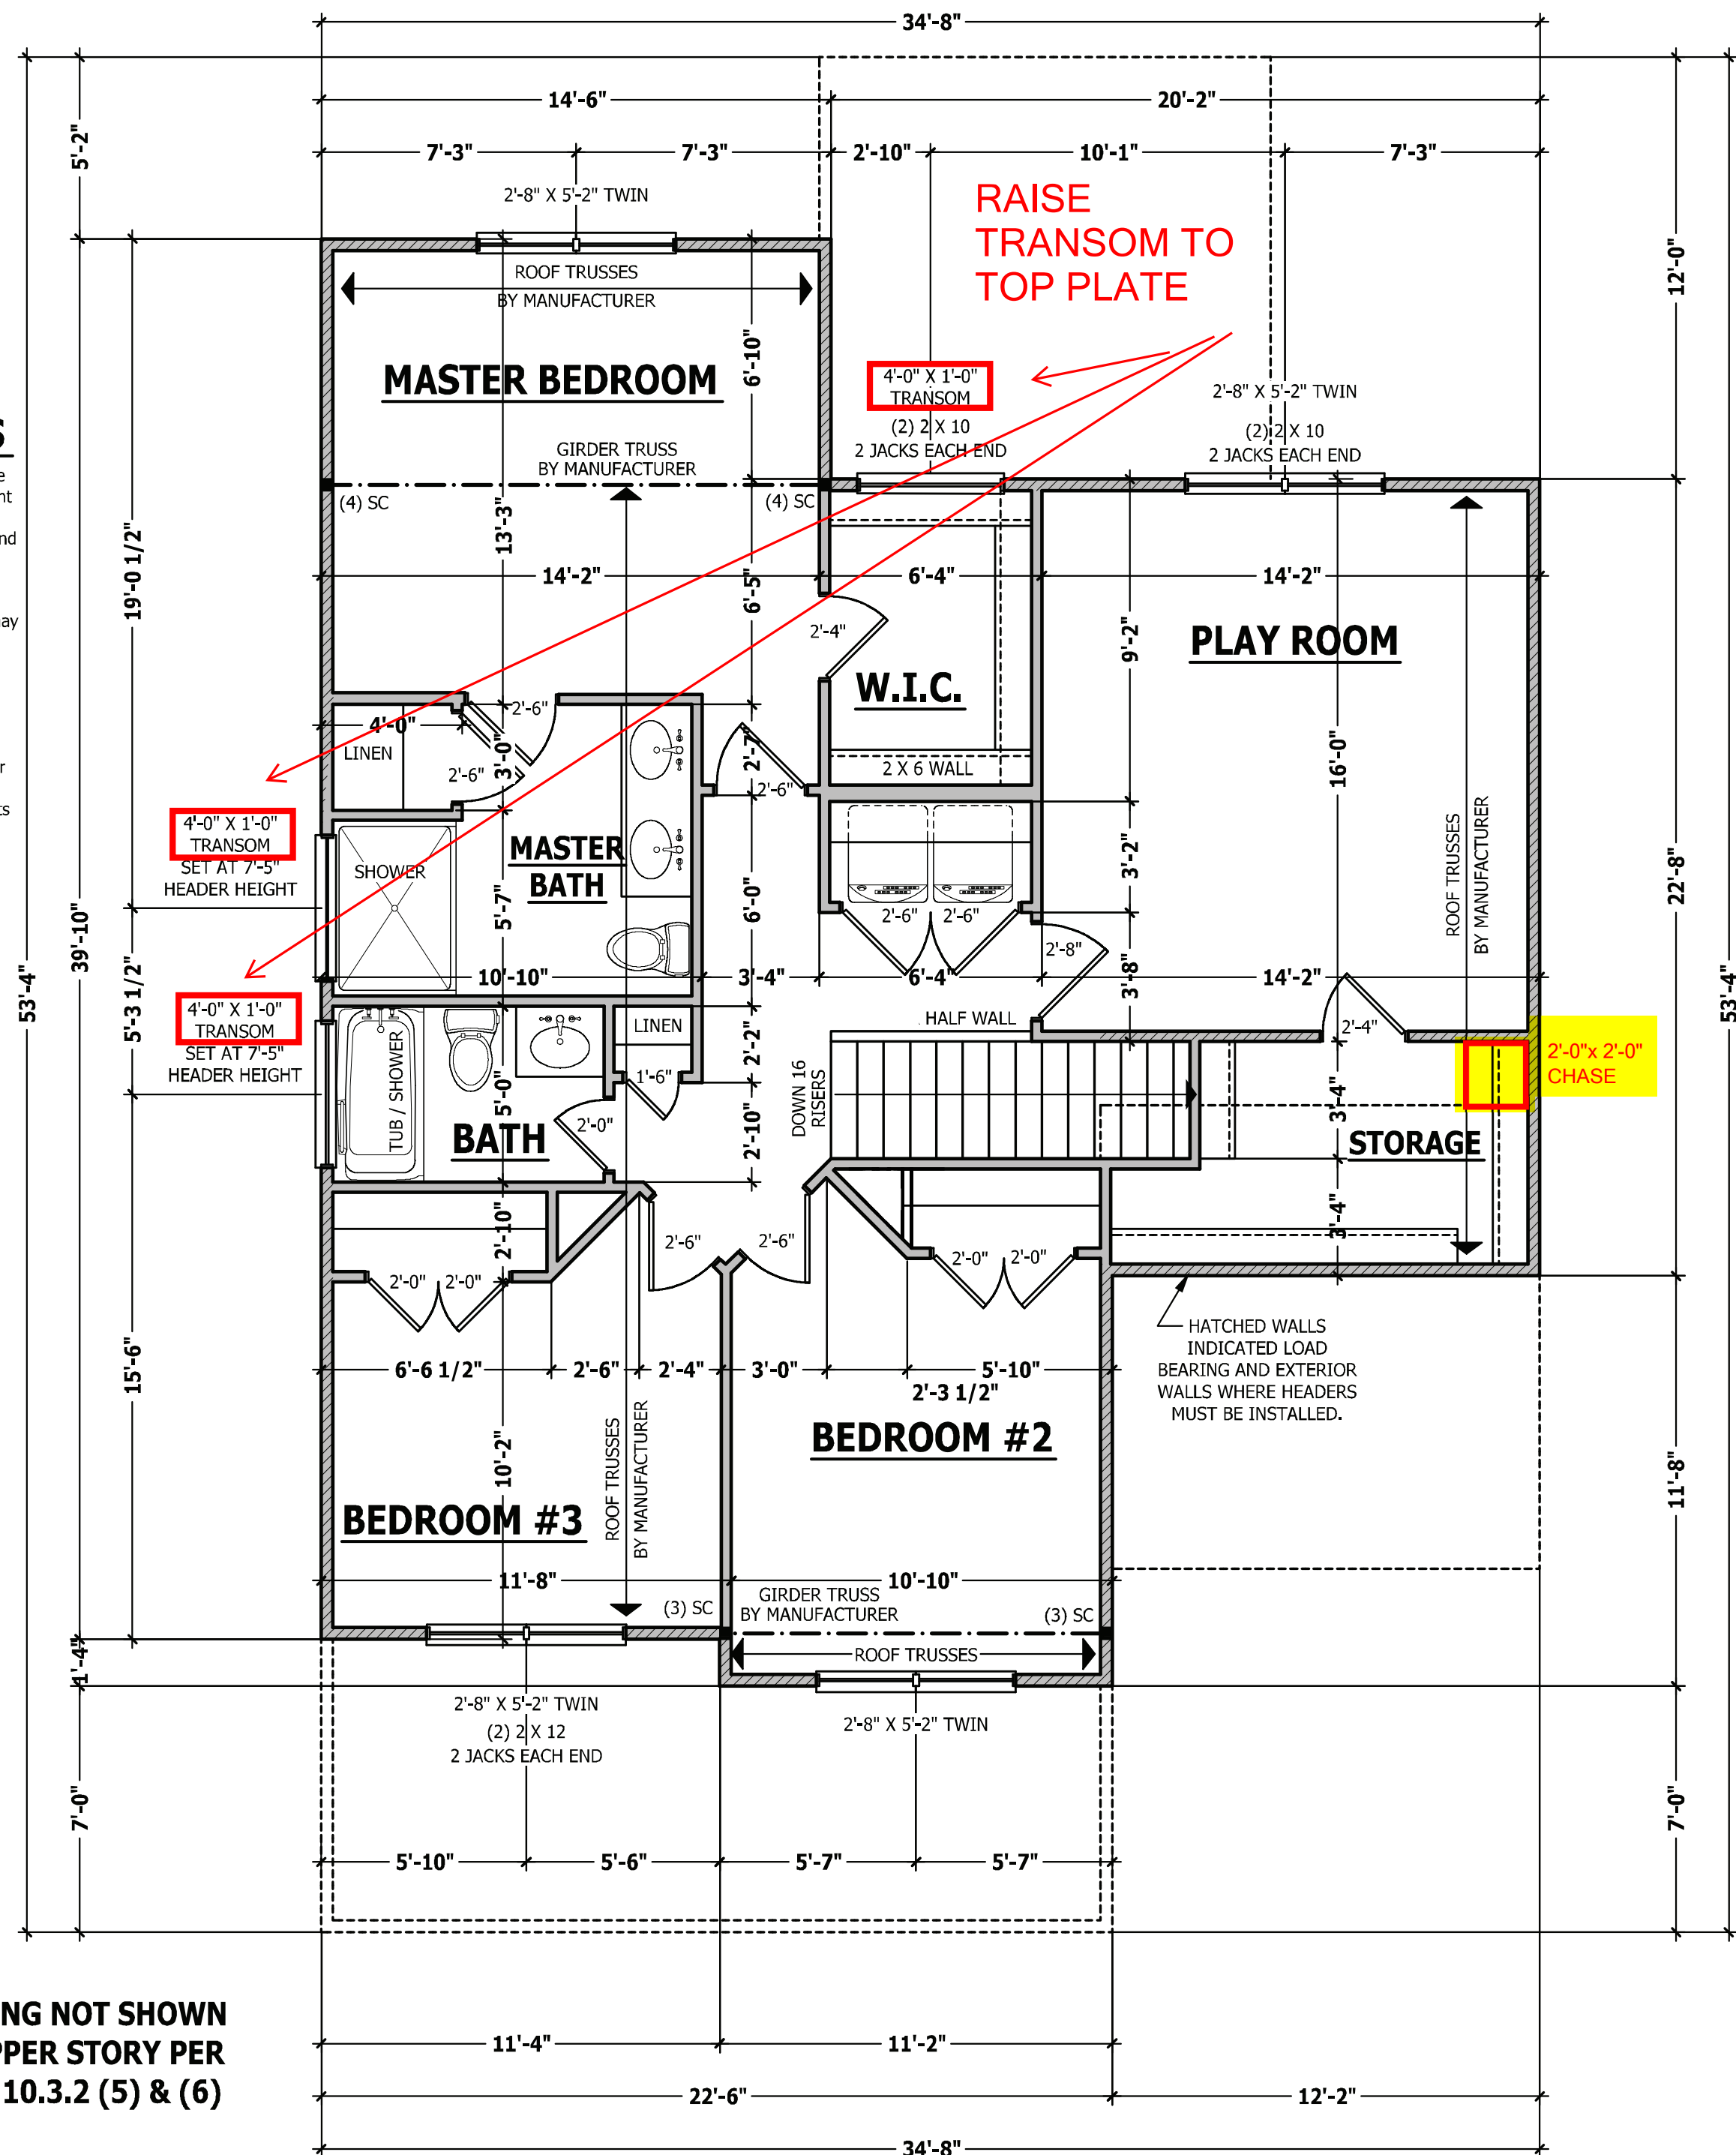 34'-8"
14'-6"
20'-2"
7'-3"
7'-3"
2'-10"
10'-1"
7'-3"
5'-2"
12'-0"
2'-8" X 5'-2" TWIN
RAISE
TRANSOM TO
TOP PLATE
ROOF TRUSSES
BY MANUFACTURER
MASTER BEDROOM
6'-10"
4'-0" X 1'-0"
TRANSOM
(2) 2 X 10
2 JACKS EACH END
2'-8" X 5'-2" TWIN
(2) 2 X 10
2 JACKS EACH END
GIRDER TRUSS
BY MANUFACTURER
(4) SC
(4) SC
nt
nd
ay
r
ts
19'-0 1/2"
13'-3"
14'-2"
6'-5"
6'-4"
14'-2"
2'-4"
9'-2"
PLAY ROOM
W.I.C.
4'-0"
LINEN
2'-6"
2'-6"
3'-0"
2'-7"
2'-6"
2 X 6 WALL
16'-0"
ROOF TRUSSES
BY MANUFACTURER
4'-0" X 1'-0"
TRANSOM
SET AT 7'-5"
HEADER HEIGHT
SHOWER
MASTER
BATH
5'-7"
6'-0"
3'-2"
2'-6"
2'-6"
2'-8"
22'-8"
39'-10"
53'-4"
53'-4"
5'-3 1/2"
10'-10"
3'-4"
6'-4"
3'-8"
14'-2"
4'-0" X 1'-0"
TRANSOM
SET AT 7'-5"
HEADER HEIGHT
TUB / SHOWER
LINEN
2'-2"
HALF WALL
2'-4"
2'-0"x 2'-0"
CHASE
1'-6"
5'-0"
BATH
2'-0"
2'-10"
DOWN 16
RISERS
3'-4"
STORAGE
3'-4"
2'-10"
2'-0"
2'-0"
2'-6"
2'-6"
2'-0"
2'-0"
HATCHED WALLS
INDICATED LOAD
BEARING AND EXTERIOR
WALLS WHERE HEADERS
MUST BE INSTALLED.
15'-6"
6'-6 1/2"
2'-6"
2'-4"
3'-0"
5'-10"
2'-3 1/2"
BEDROOM #2
10'-2"
ROOF TRUSSES
BY MANUFACTURER
BEDROOM #3
11'-8"
11'-8"
10'-10"
GIRDER TRUSS
BY MANUFACTURER
(3) SC
(3) SC
ROOF TRUSSES
1'-4"
2'-8" X 5'-2" TWIN
(2) 2 X 12
2 JACKS EACH END
2'-8" X 5'-2" TWIN
7'-0"
7'-0"
5'-10"
5'-6"
5'-7"
5'-7"
ING NOT SHOWN
PPER STORY PER
10.3.2 (5) & (6)
11'-4"
11'-2"
22'-6"
12'-2"
34'-8"